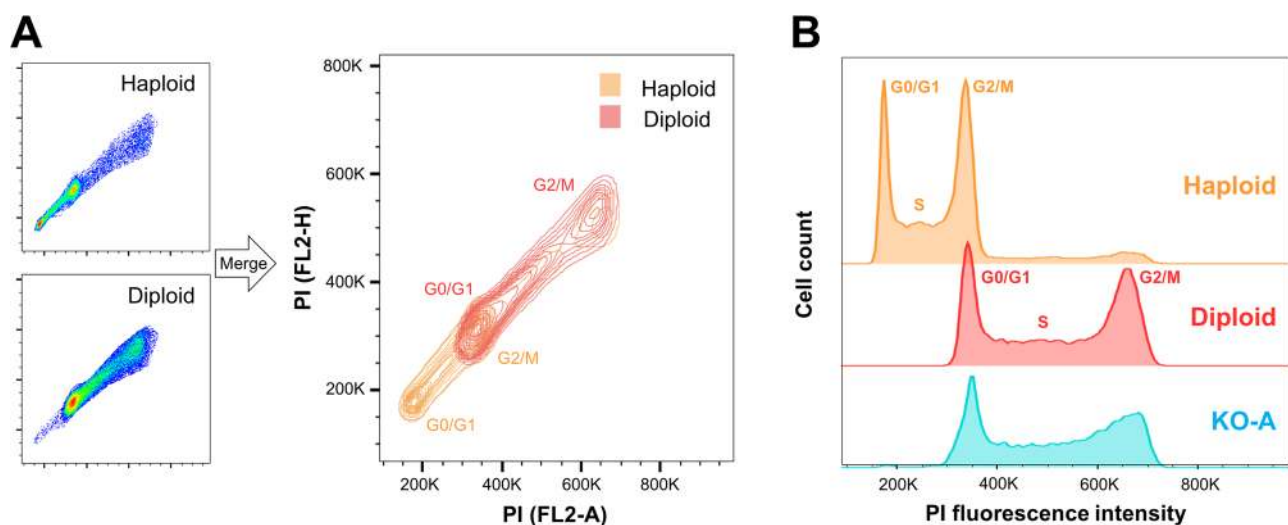 A
Haploid
Diploid
Merge
PI (FL2-H)
800K
600K
400K
200K
Haploid
Diploid
G2/M
G0/G1
G2/M
G0/G1
200K 400K 600K 800K
PI (FL2-A)
B
Cell count
G0/G1 G2/M
S
Haploid
G0/G1 G2/M
S
Diploid
KO-A
200K 400K 600K 800K
PI fluorescence intensity